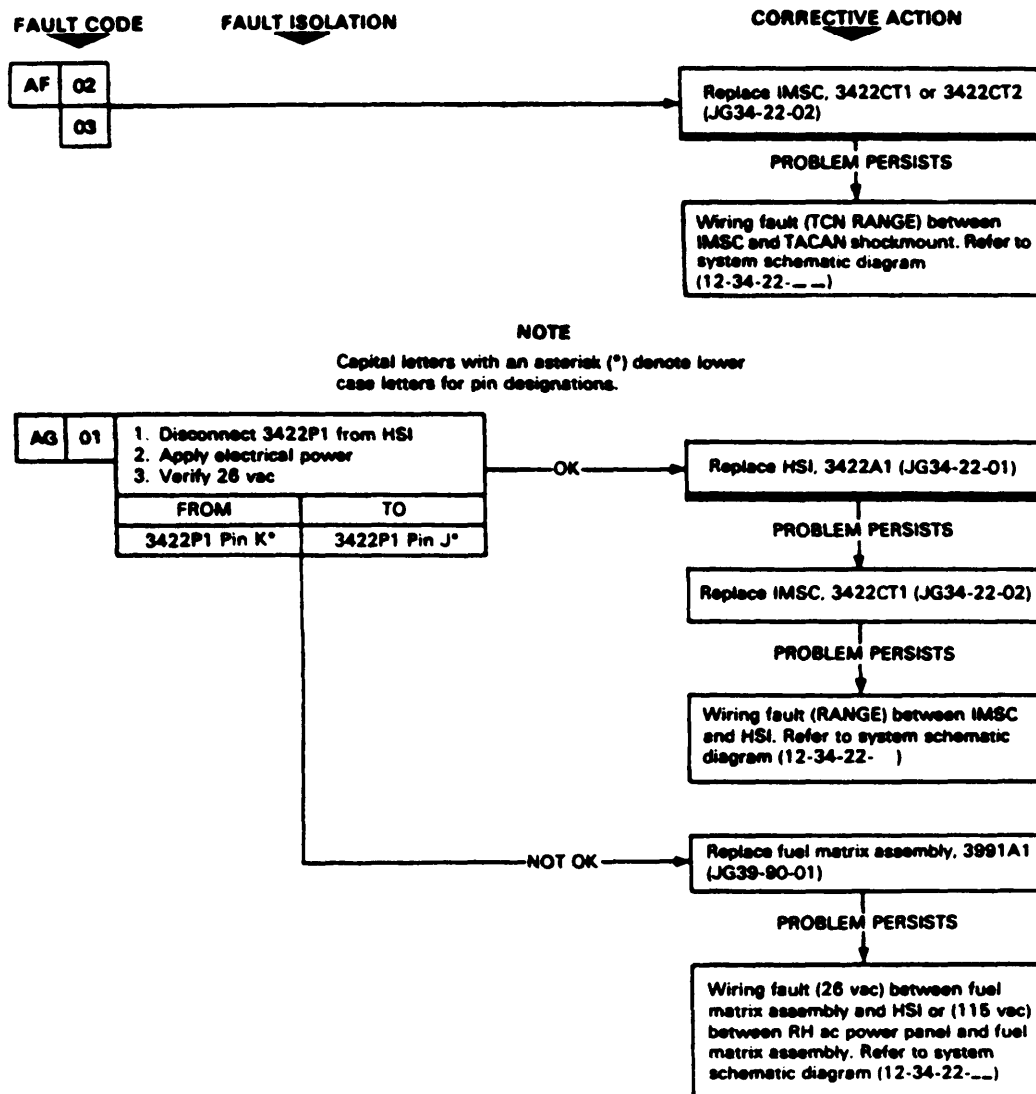 FAULT CODE FAULT ISOLATION CORRECTIVE ACTION
AF 02
03
Replace IMSC, 3422CT1 or 3422CT2
(JG34-22-02)
PROBLEM PERSISTS
Wiring fault (TCN RANGE) between
IMSC and TACAN shockmount. Refer to
system schematic diagram
(12-34-22-__)
NOTE
Capital letters with an asterisk (*) denote lower
case letters for pin designations.
AG 01
1. Disconnect 3422P1 from HSI
2. Apply electrical power
3. Verify 26 vac
FROM TO
3422P1 Pin K* 3422P1 Pin J*
OK
Replace HSI, 3422A1 (JG34-22-01)
PROBLEM PERSISTS
Replace IMSC, 3422CT1 (JG34-22-02)
PROBLEM PERSISTS
Wiring fault (RANGE) between IMSC
and HSI. Refer to system schematic
diagram (12-34-22- )
NOT OK
Replace fuel matrix assembly, 3991A1
(JG39-90-01)
PROBLEM PERSISTS
Wiring fault (26 vac) between fuel
matrix assembly and HSI or (115 vac)
between RH ac power panel and fuel
matrix assembly. Refer to system
schematic diagram (12-34-22-__)